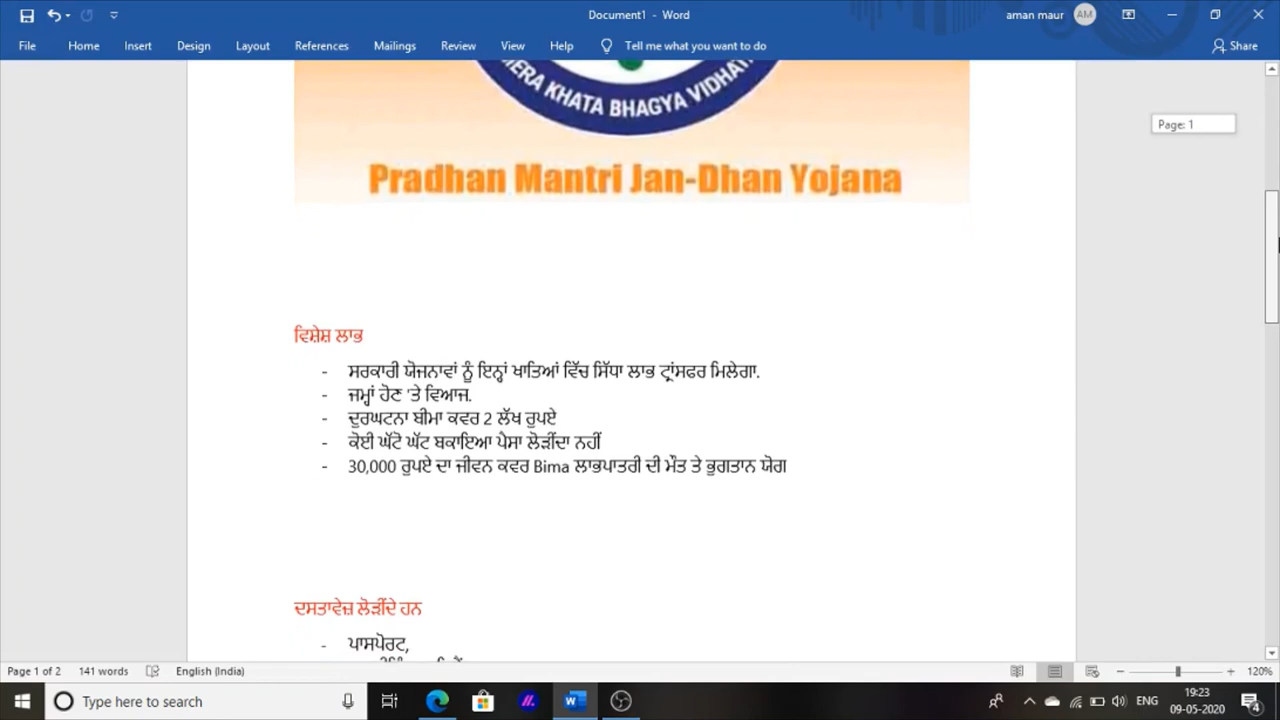 Document1 - Word
aman maur
AM
File Home Insert Design Layout References Mailings Review View Help Tell me what you want to do
Share
MERA KHATA BHAGYA VIDHATA
Page: 1
Pradhan Mantri Jan-Dhan Yojana
ਵਿਸ਼ੇਸ਼ ਲਾਭ
- ਸਰਕਾਰੀ ਯੋਜਨਾਵਾਂ ਨੂੰ ਇਨ੍ਹਾਂ ਖਾਤਿਆਂ ਵਿੱਚ ਸਿੱਧਾ ਲਾਭ ਟ੍ਰਾਂਸਫਰ ਮਿਲੇਗਾ.
- ਜਮ੍ਹਾਂ ਹੋਣ 'ਤੇ ਵਿਆਜ.
- ਦੁਰਘਟਨਾ ਬੀਮਾ ਕਵਰ 2 ਲੱਖ ਰੁਪਏ
- ਕੋਈ ਘੱਟੋ ਘੱਟ ਬਕਾਇਆ ਪੈਸਾ ਲੋੜੀਂਦਾ ਨਹੀਂ
- 30,000 ਰੁਪਏ ਦਾ ਜੀਵਨ ਕਵਰ Bima ਲਾਭਪਾਤਰੀ ਦੀ ਮੌਤ ਤੇ ਭੁਗਤਾਨ ਯੋਗ
ਦਸਤਾਵੇਜ਼ ਲੋੜੀਂਦੇ ਹਨ
- ਪਾਸਪੋਰਟ,
Page 1 of 2 141 words English (India) 120%
Type here to search
ENG
19:23
09-05-2020
4